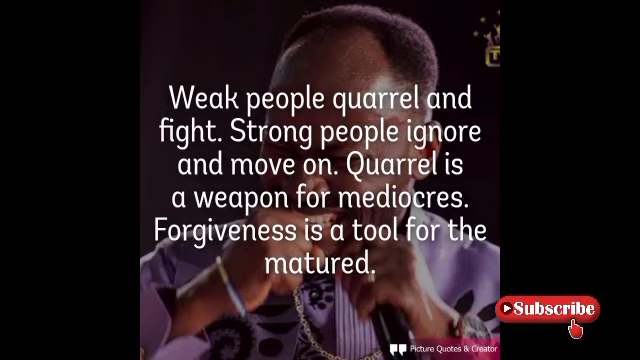 Weak people quarrel and
fight. Strong people ignore
and move on. Quarrel is
a weapon for mediocres.
Forgiveness is a tool for the
matured.
Subscribe
Picture Quotes & Creator